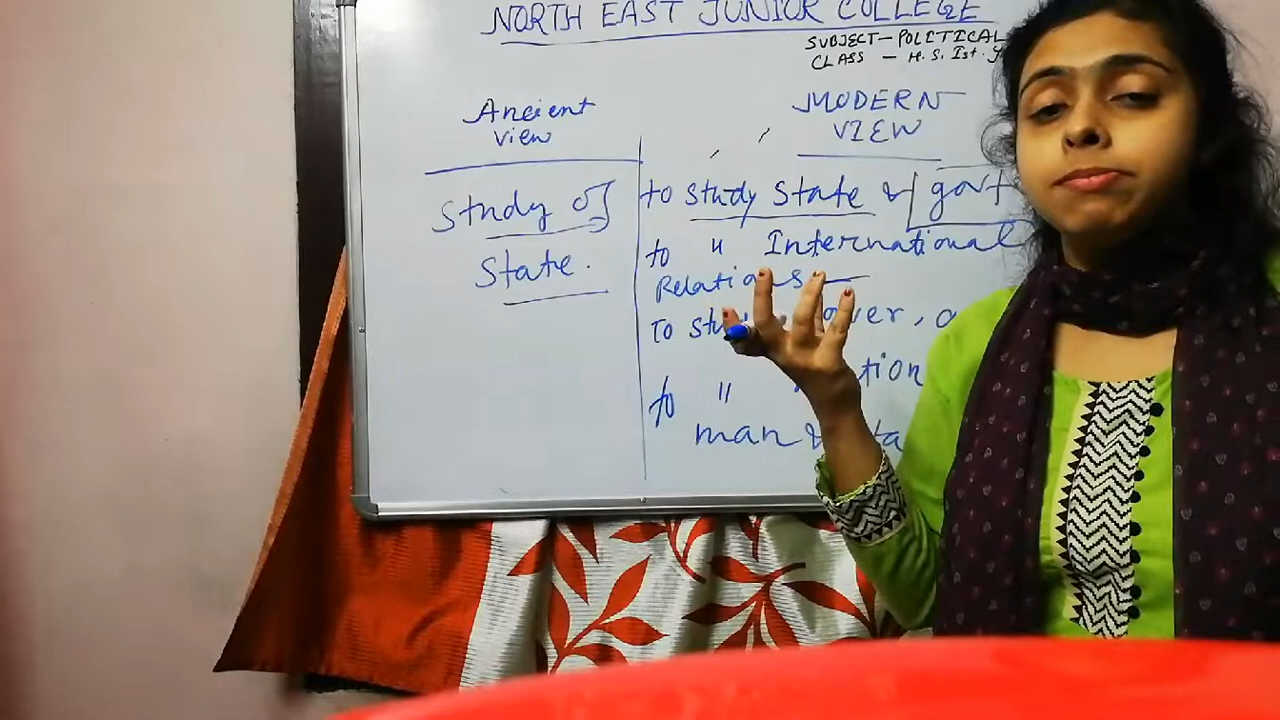 NORTH EAST JUNIOR COLLEGE
SUBJECT - POLITICAL
CLASS - H. S. Ist.
Ancient
View
MODERN
VIEW
Study of
State.
to study state & govt
to " International
Relations
To
to "
man &